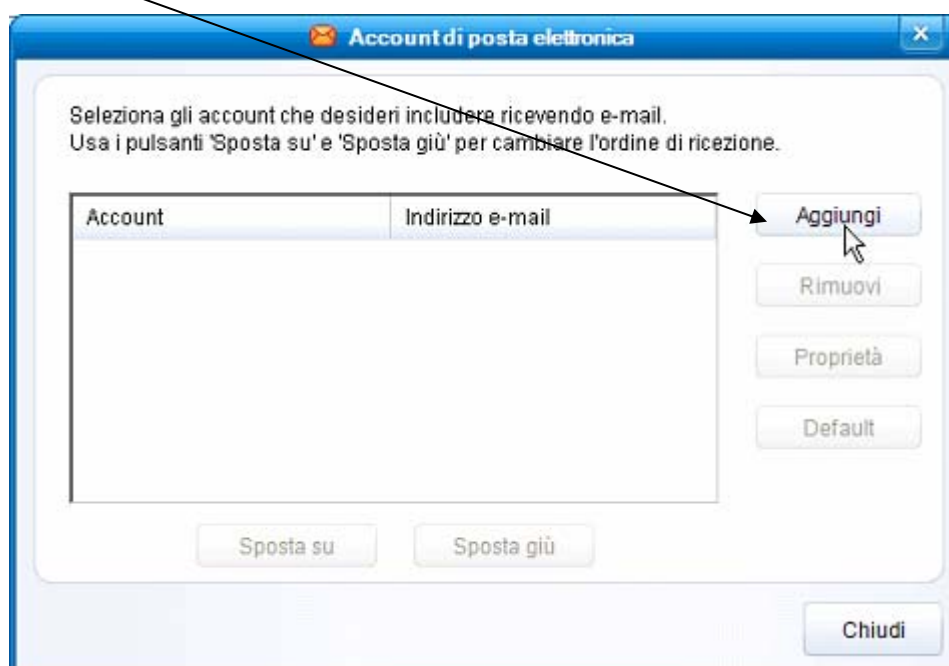 Account di posta elettronica
Seleziona gli account che desideri includere ricevendo e-mail.
Usa i pulsanti 'Sposta su' e 'Sposta giù' per cambiare l'ordine di ricezione.
Account Indirizzo e-mail
Aggiungi
Rimuovi
Proprietà
Default
Sposta su Sposta giù
Chiudi